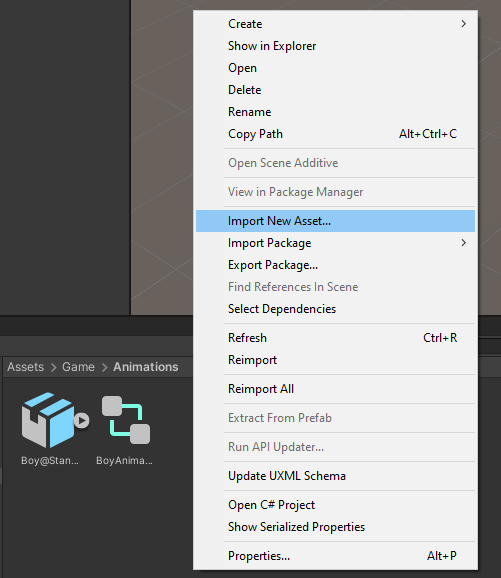 Create
Show in Explorer
Open
Delete
Rename
Copy Path Alt+Ctrl+C
Open Scene Additive
View in Package Manager
Import New Asset...
Import Package
Export Package...
Find References In Scene
Select Dependencies
Refresh Ctrl+R
Reimport
Reimport All
Extract From Prefab
Run API Updater...
Update UXML Schema
Open C# Project
Show Serialized Properties
Properties... Alt+P
Assets > Game > Animations
Boy@Stan... BoyAnima...